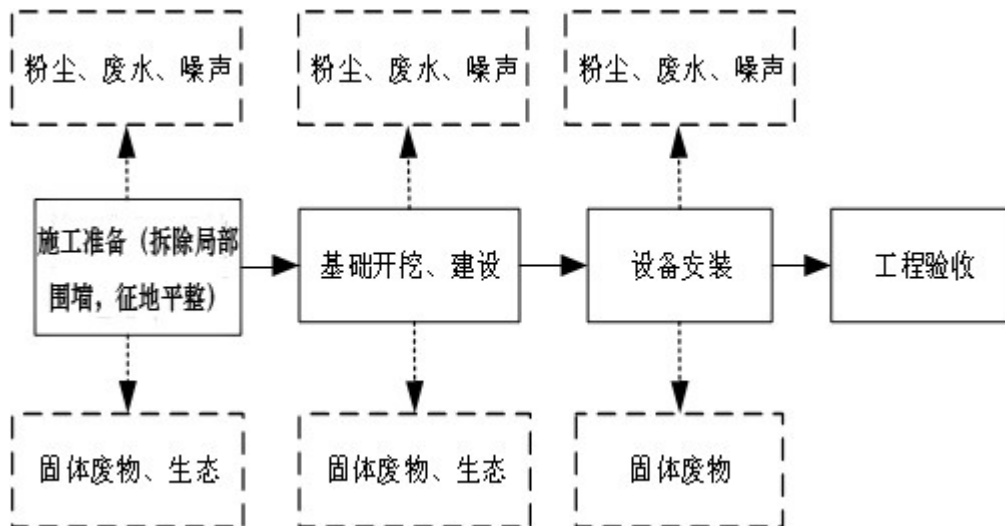 粉尘、废水、噪声
粉尘、废水、噪声
粉尘、废水、噪声
施工准备（拆除局部
围墙，征地平整）
基础开挖、建设
设备安装
工程验收
固体废物、生态
固体废物、生态
固体废物